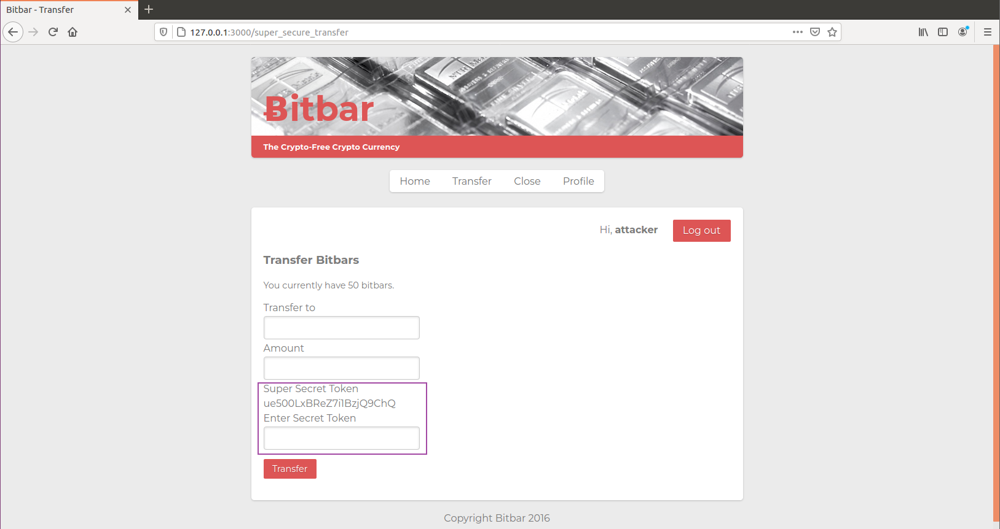 Bitbar - Transfer
127.0.0.1:3000/super_secure_transfer
Ƀitbar
The Crypto-Free Crypto Currency
Home Transfer Close Profile
Hi, attacker Log out
Transfer Bitbars
You currently have 50 bitbars.
Transfer to
Amount
Super Secret Token
ue500LxBReZ7i1BzjQ9ChQ
Enter Secret Token
Transfer
Copyright Bitbar 2016